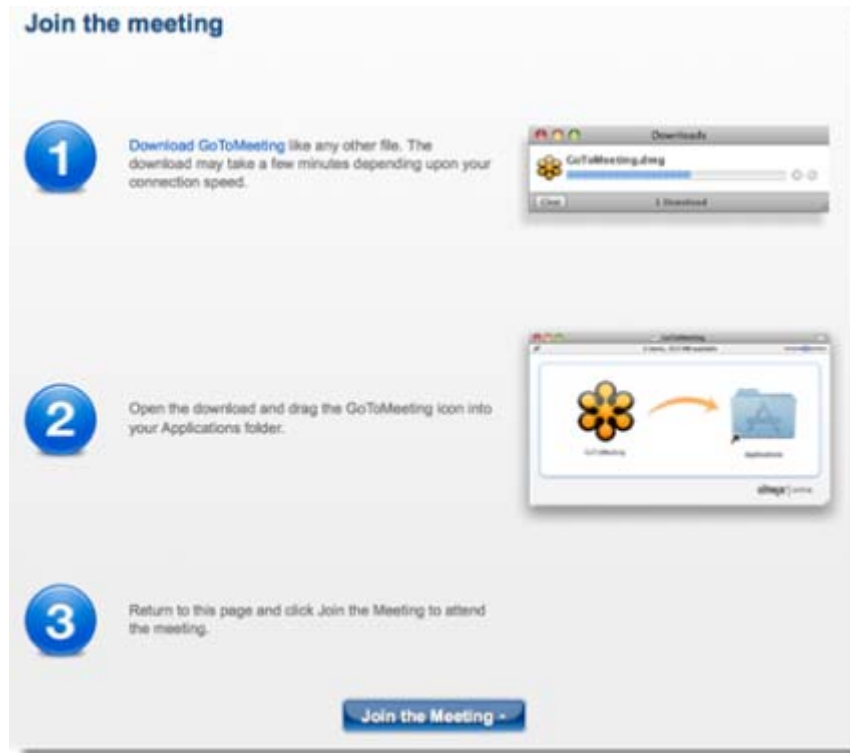 Join the meeting
1
Download GoToMeeting like any other file. The
download may take a few minutes depending upon your
connection speed.
Downloads
GoToMeeting.dmg
Clear
1 Download
2
Open the download and drag the GoToMeeting icon into
your Applications folder.
GoToMeeting
GoToMeeting
Applications
citrix online
3
Return to this page and click Join the Meeting to attend
the meeting.
Join the Meeting